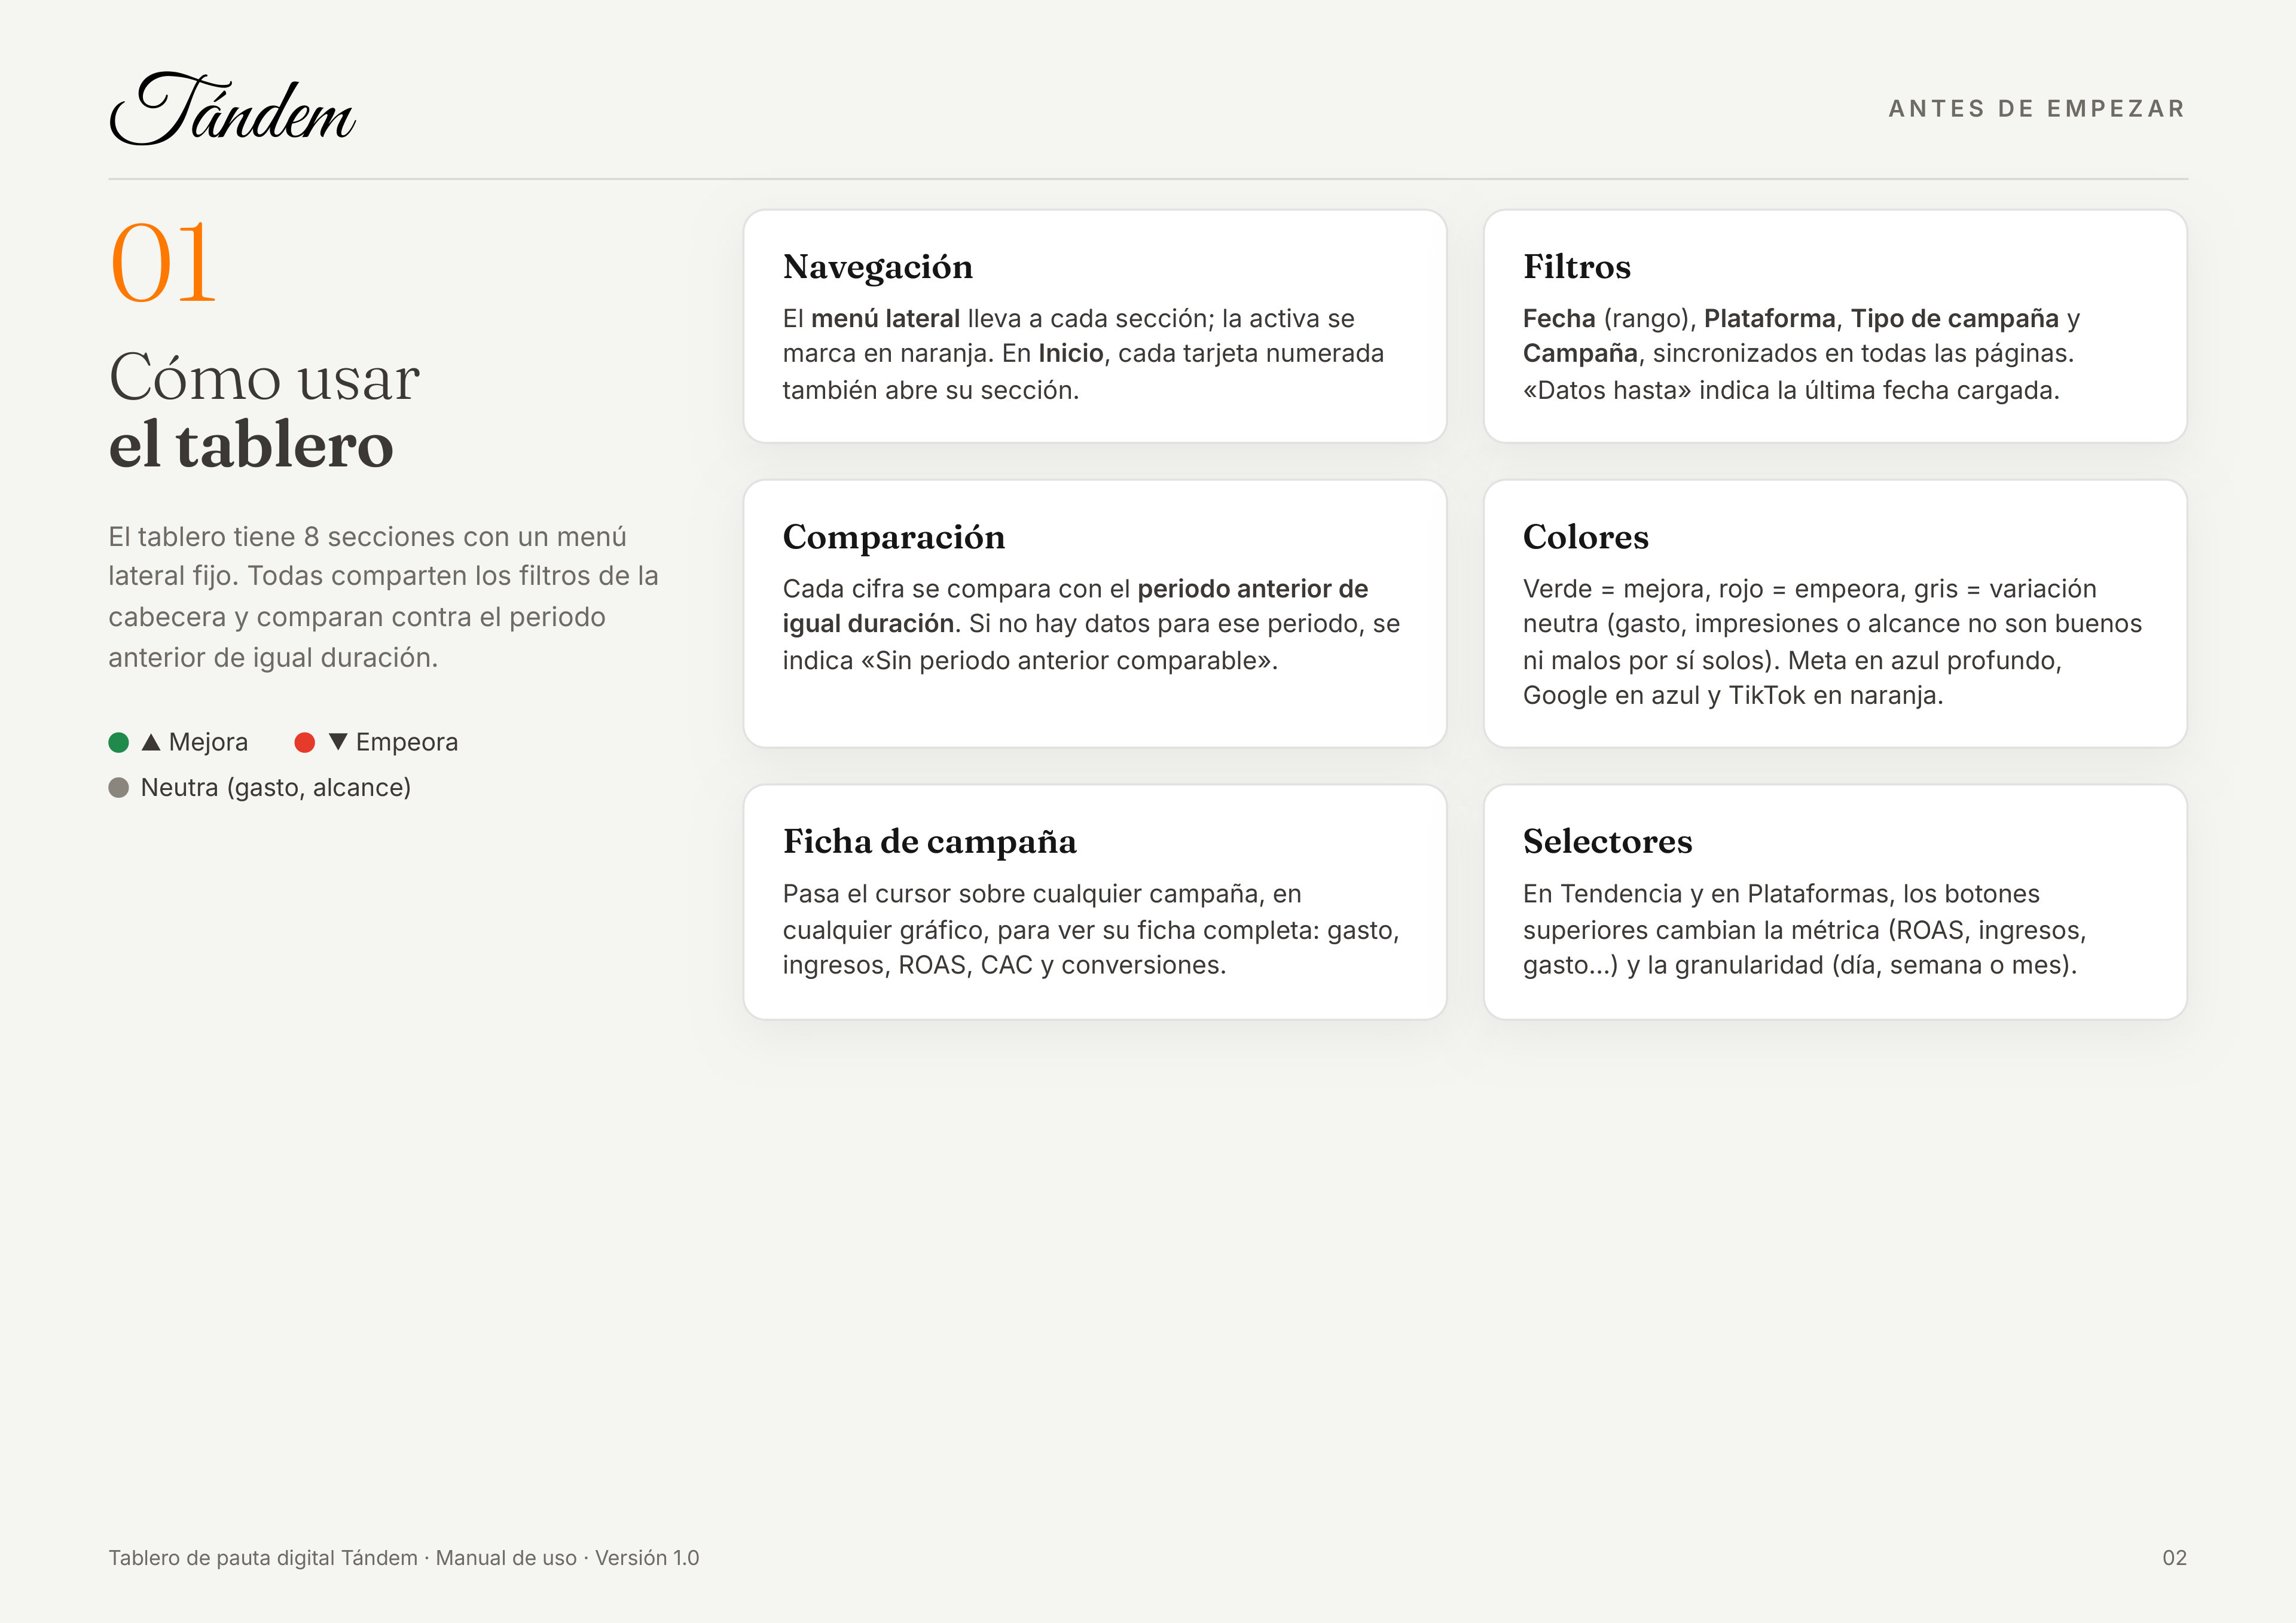 Tándem
ANTES DE EMPEZAR
01
Cómo usar
el tablero
El tablero tiene 8 secciones con un menú
lateral fijo. Todas comparten los filtros de la
cabecera y comparan contra el periodo
anterior de igual duración.
▲ Mejora
▼ Empeora
Neutra (gasto, alcance)
Navegación
El menú lateral lleva a cada sección; la activa se
marca en naranja. En Inicio, cada tarjeta numerada
también abre su sección.
Filtros
Fecha (rango), Plataforma, Tipo de campaña y
Campaña, sincronizados en todas las páginas.
«Datos hasta» indica la última fecha cargada.
Comparación
Cada cifra se compara con el periodo anterior de
igual duración. Si no hay datos para ese periodo, se
indica «Sin periodo anterior comparable».
Colores
Verde = mejora, rojo = empeora, gris = variación
neutra (gasto, impresiones o alcance no son buenos
ni malos por sí solos). Meta en azul profundo,
Google en azul y TikTok en naranja.
Ficha de campaña
Pasa el cursor sobre cualquier campaña, en
cualquier gráfico, para ver su ficha completa: gasto,
ingresos, ROAS, CAC y conversiones.
Selectores
En Tendencia y en Plataformas, los botones
superiores cambian la métrica (ROAS, ingresos,
gasto...) y la granularidad (día, semana o mes).
Tablero de pauta digital Tándem · Manual de uso · Versión 1.0
02